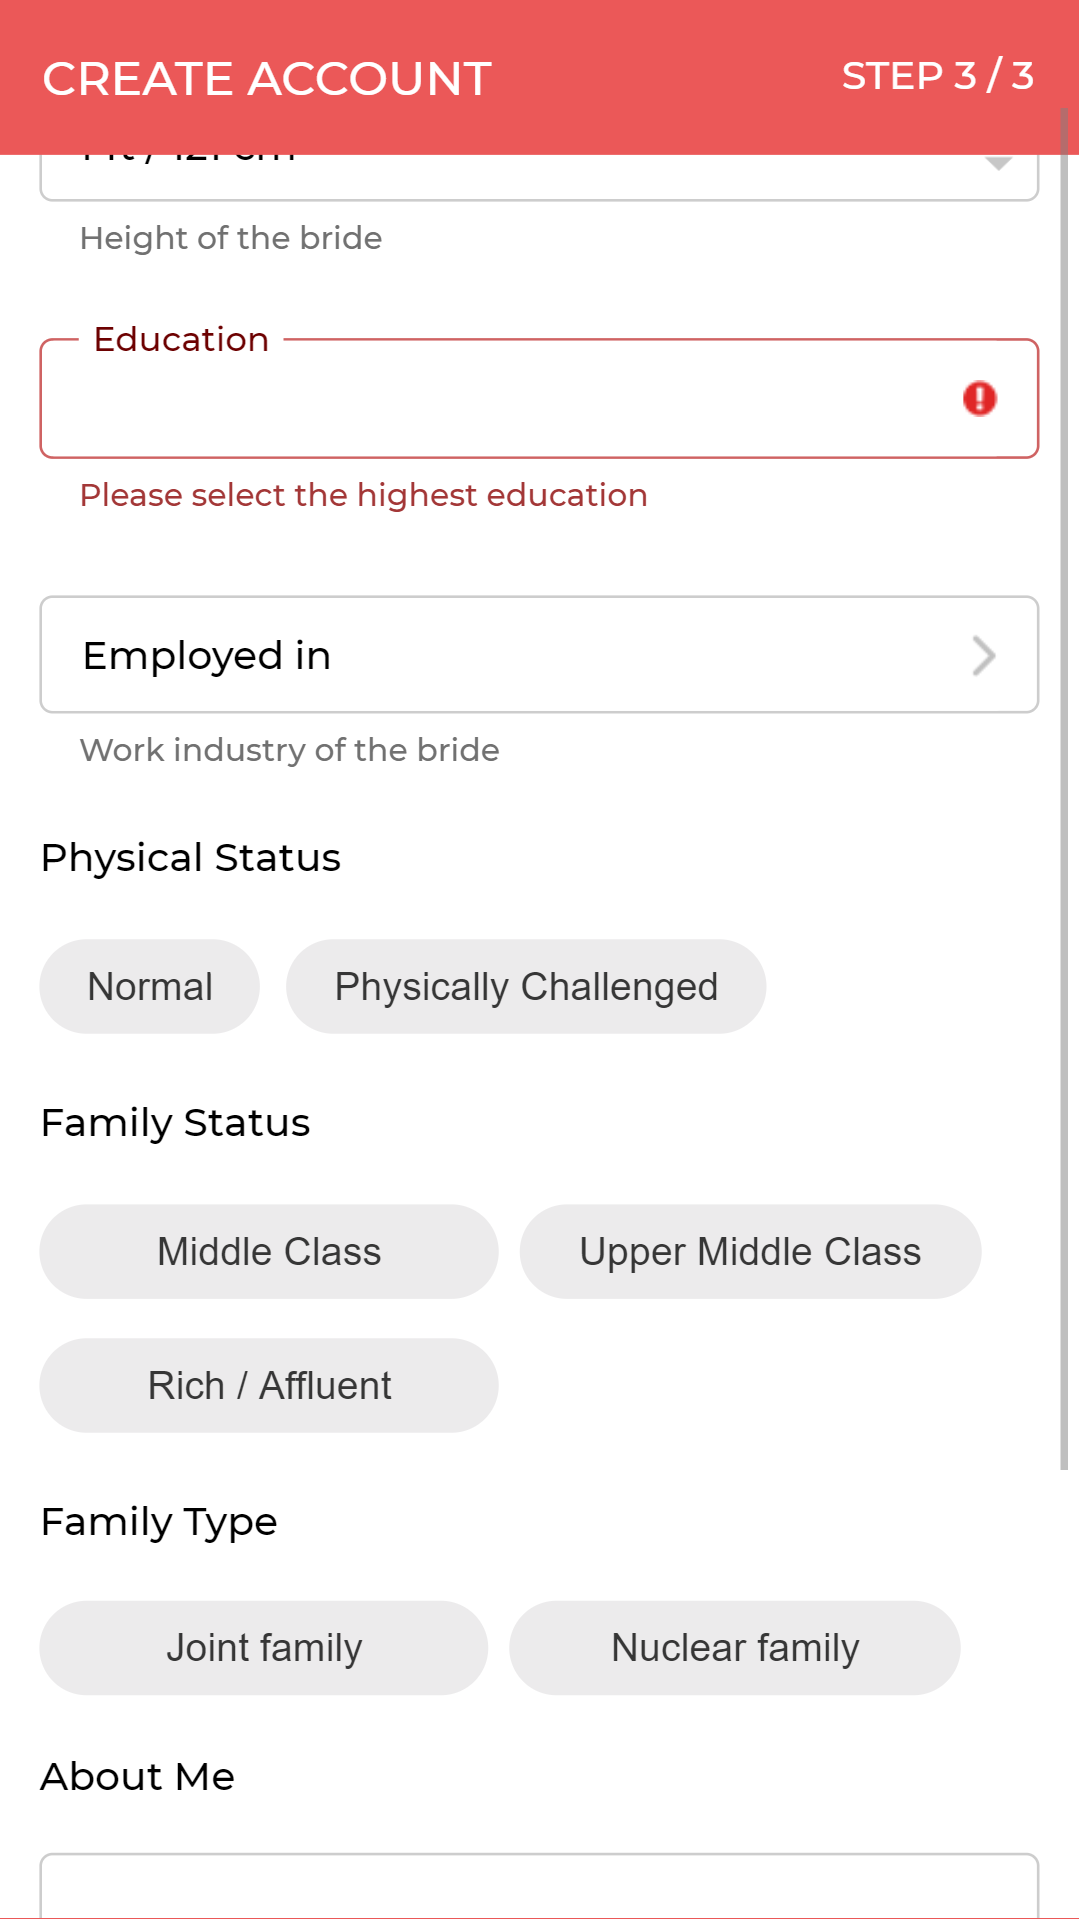 CREATE ACCOUNT
STEP 3 / 3
Height of the bride
Education
Please select the highest education
Employed in
Work industry of the bride
Physical Status
Normal
Physically Challenged
Family Status
Middle Class
Upper Middle Class
Rich / Affluent
Family Type
Joint family
Nuclear family
About Me